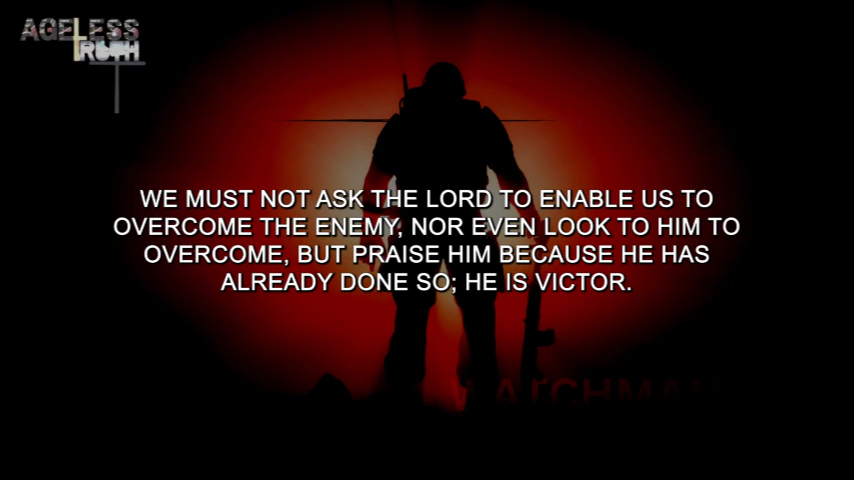 AGELESS
TRUTH
WE MUST NOT ASK THE LORD TO ENABLE US TO
OVERCOME THE ENEMY, NOR EVEN LOOK TO HIM TO
OVERCOME, BUT PRAISE HIM BECAUSE HE HAS
ALREADY DONE SO; HE IS VICTOR.
WATCHMAN